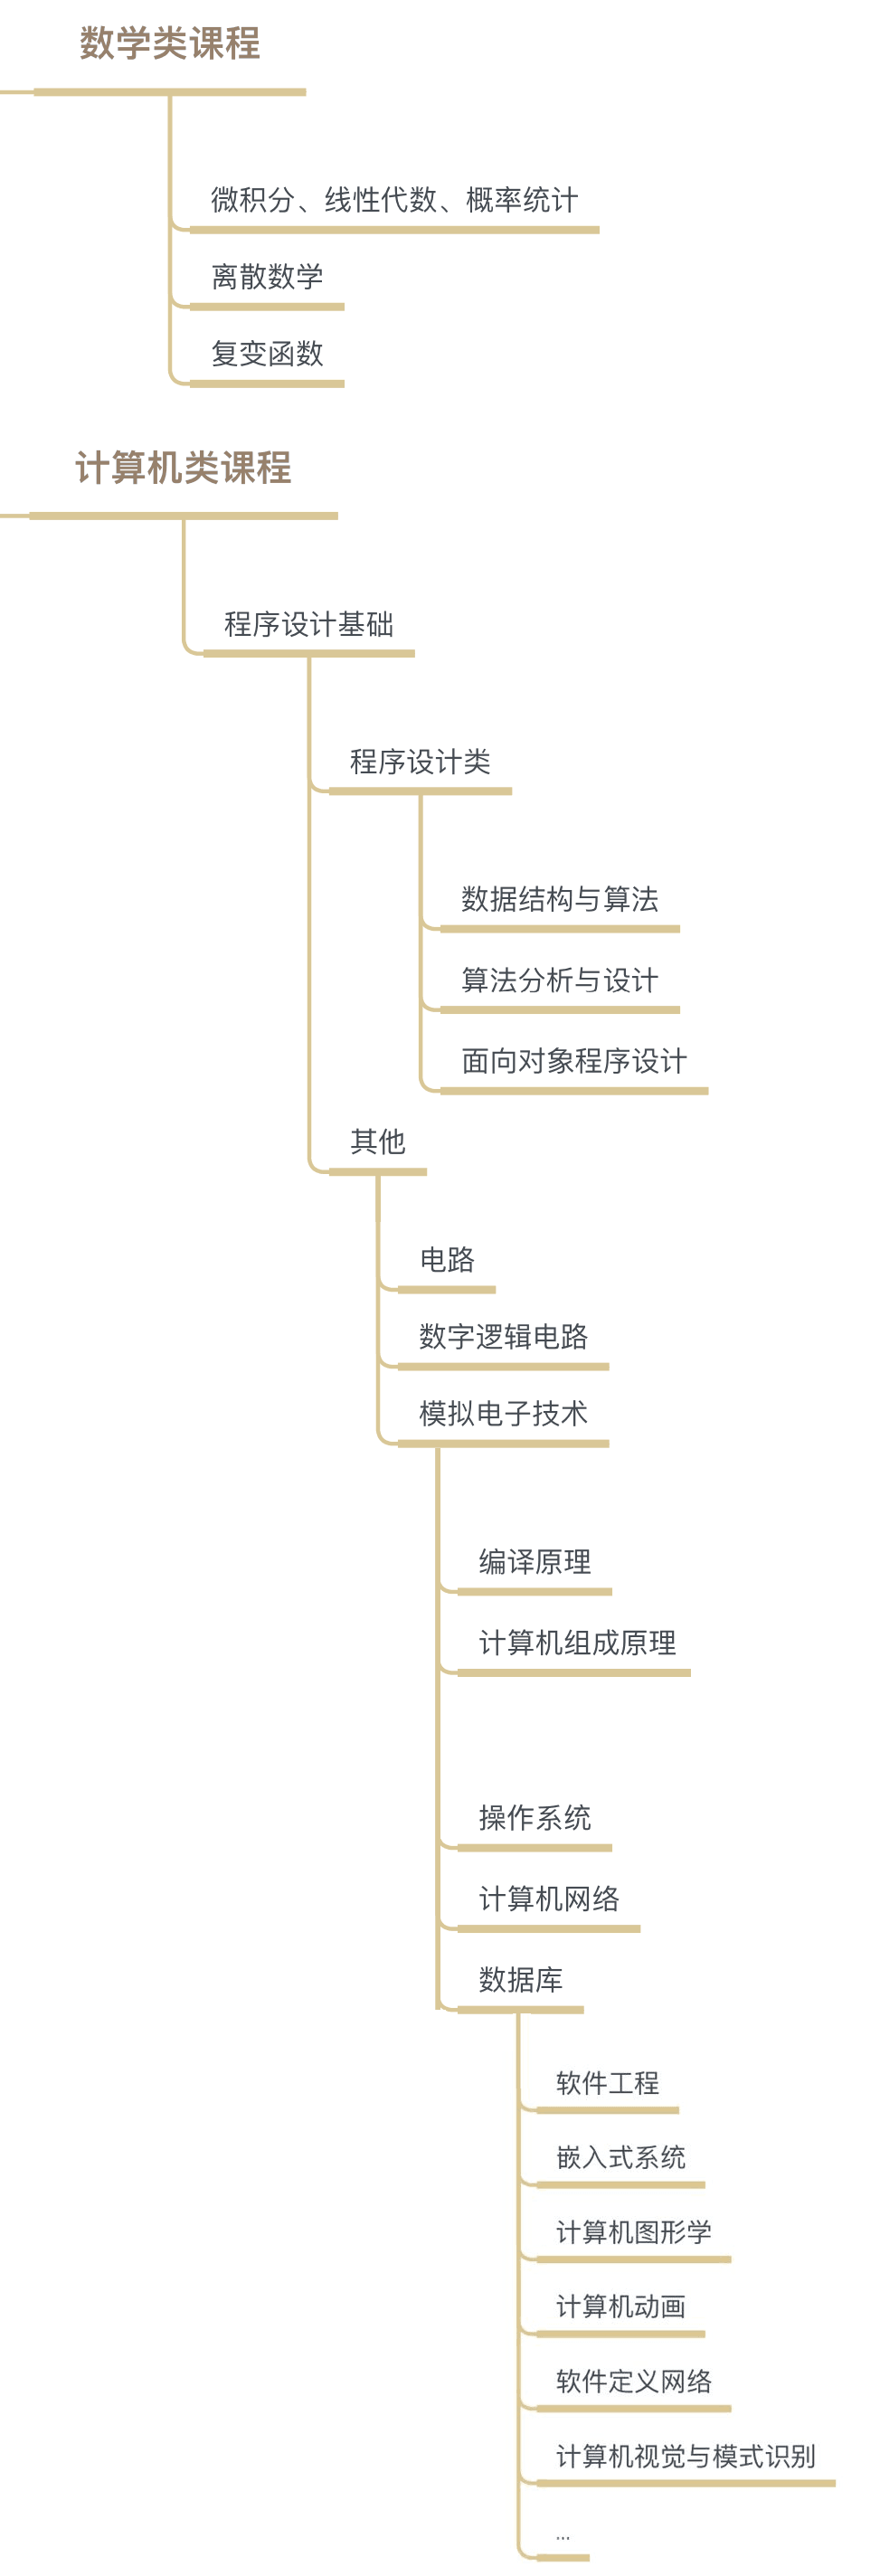 数学类课程
微积分、线性代数、概率统计
离散数学
复变函数
计算机类课程
程序设计基础
程序设计类
数据结构与算法
算法分析与设计
面向对象程序设计
其他
电路
数字逻辑电路
模拟电子技术
编译原理
计算机组成原理
操作系统
计算机网络
数据库
软件工程
嵌入式系统
计算机图形学
计算机动画
软件定义网络
计算机视觉与模式识别
...